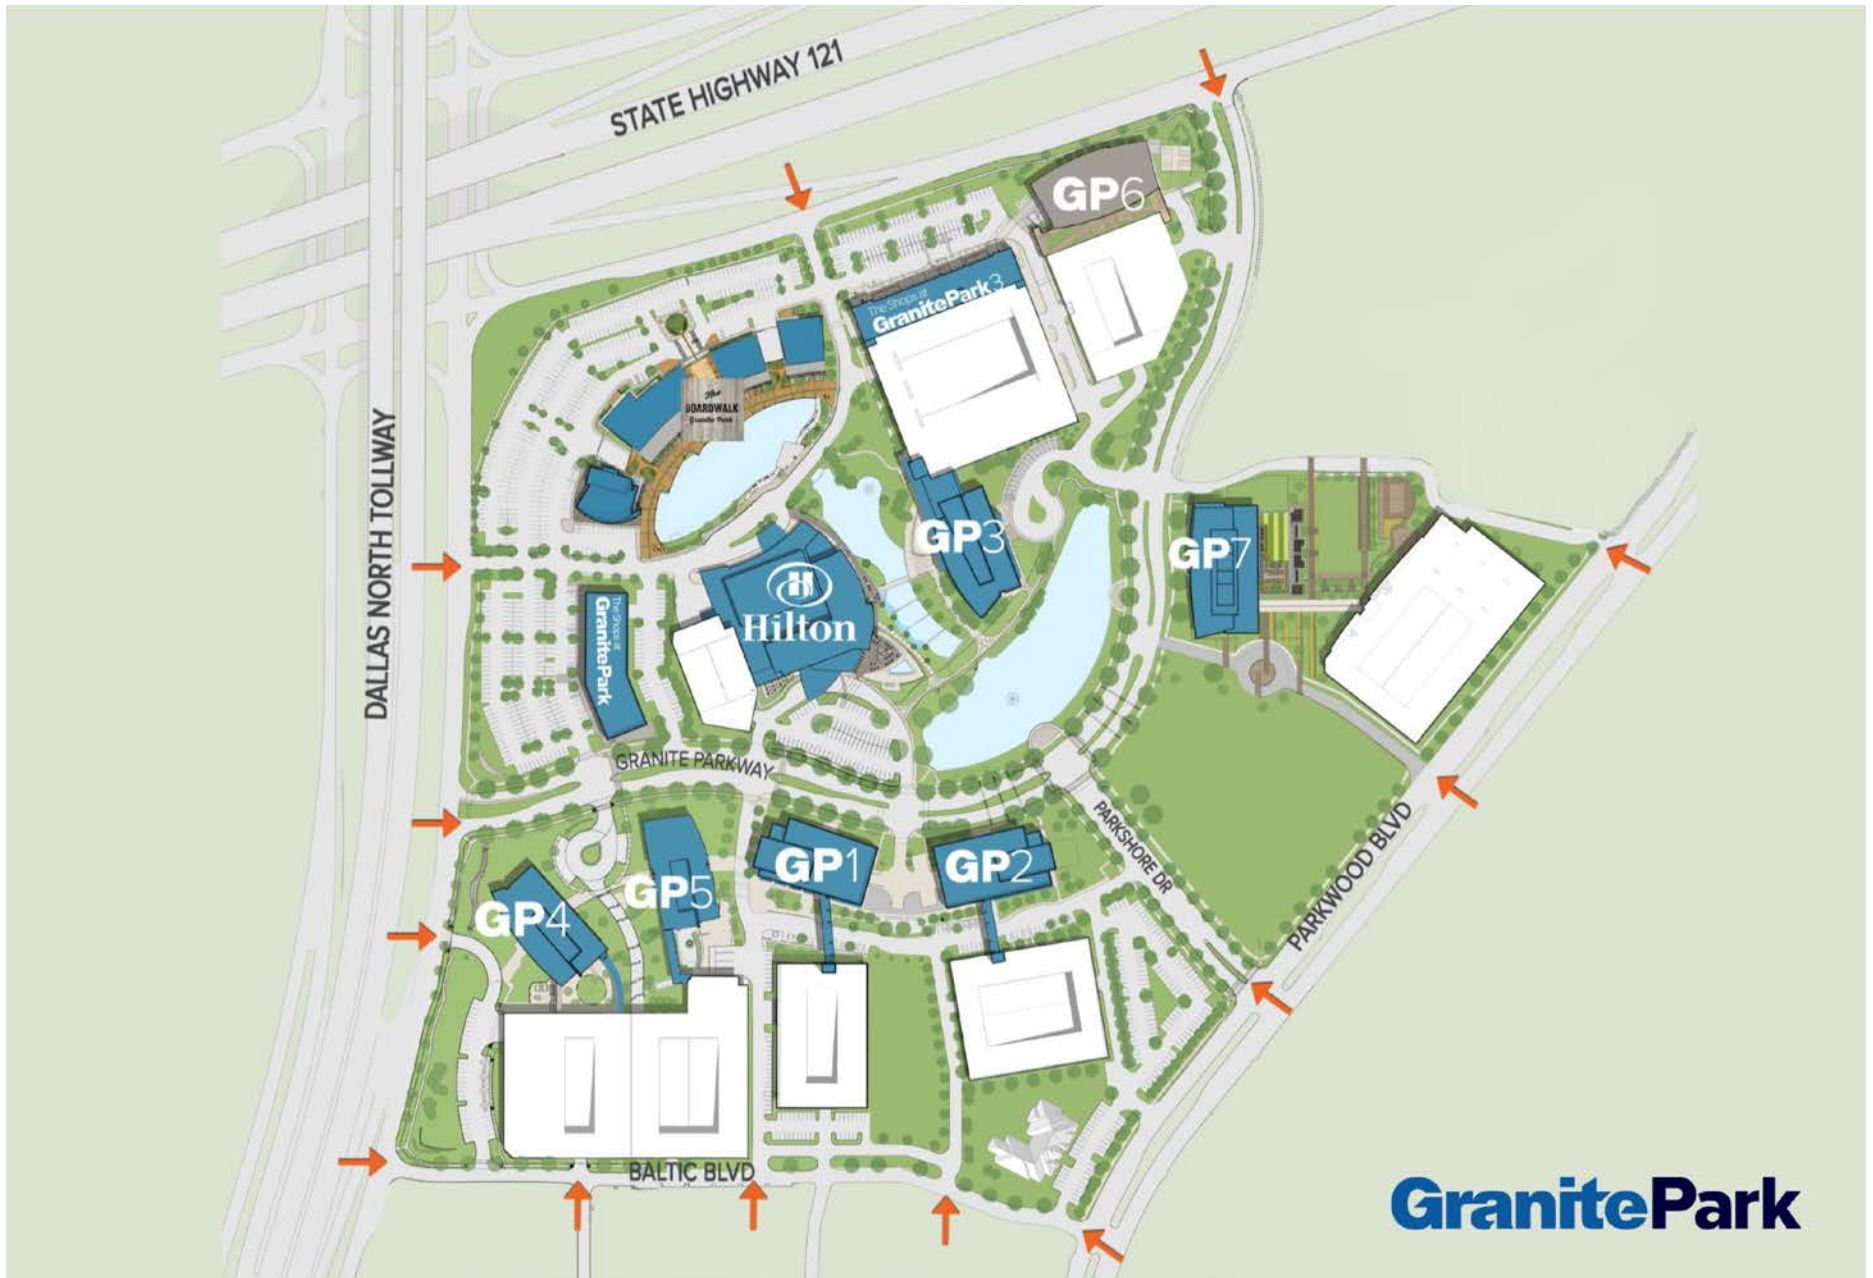 STATE HIGHWAY 121
GP6
The Shops at
GranitePark3
The
BOARDWALK
Granite Park
DALLAS NORTH TOLLWAY
GP3
GP7
H
Hilton
The Shops at
GranitePark
GRANITE PARKWAY
PARKSHORE DR
PARKWOOD BLVD
GP1
GP2
GP5
GP4
BALTIC BLVD
GranitePark